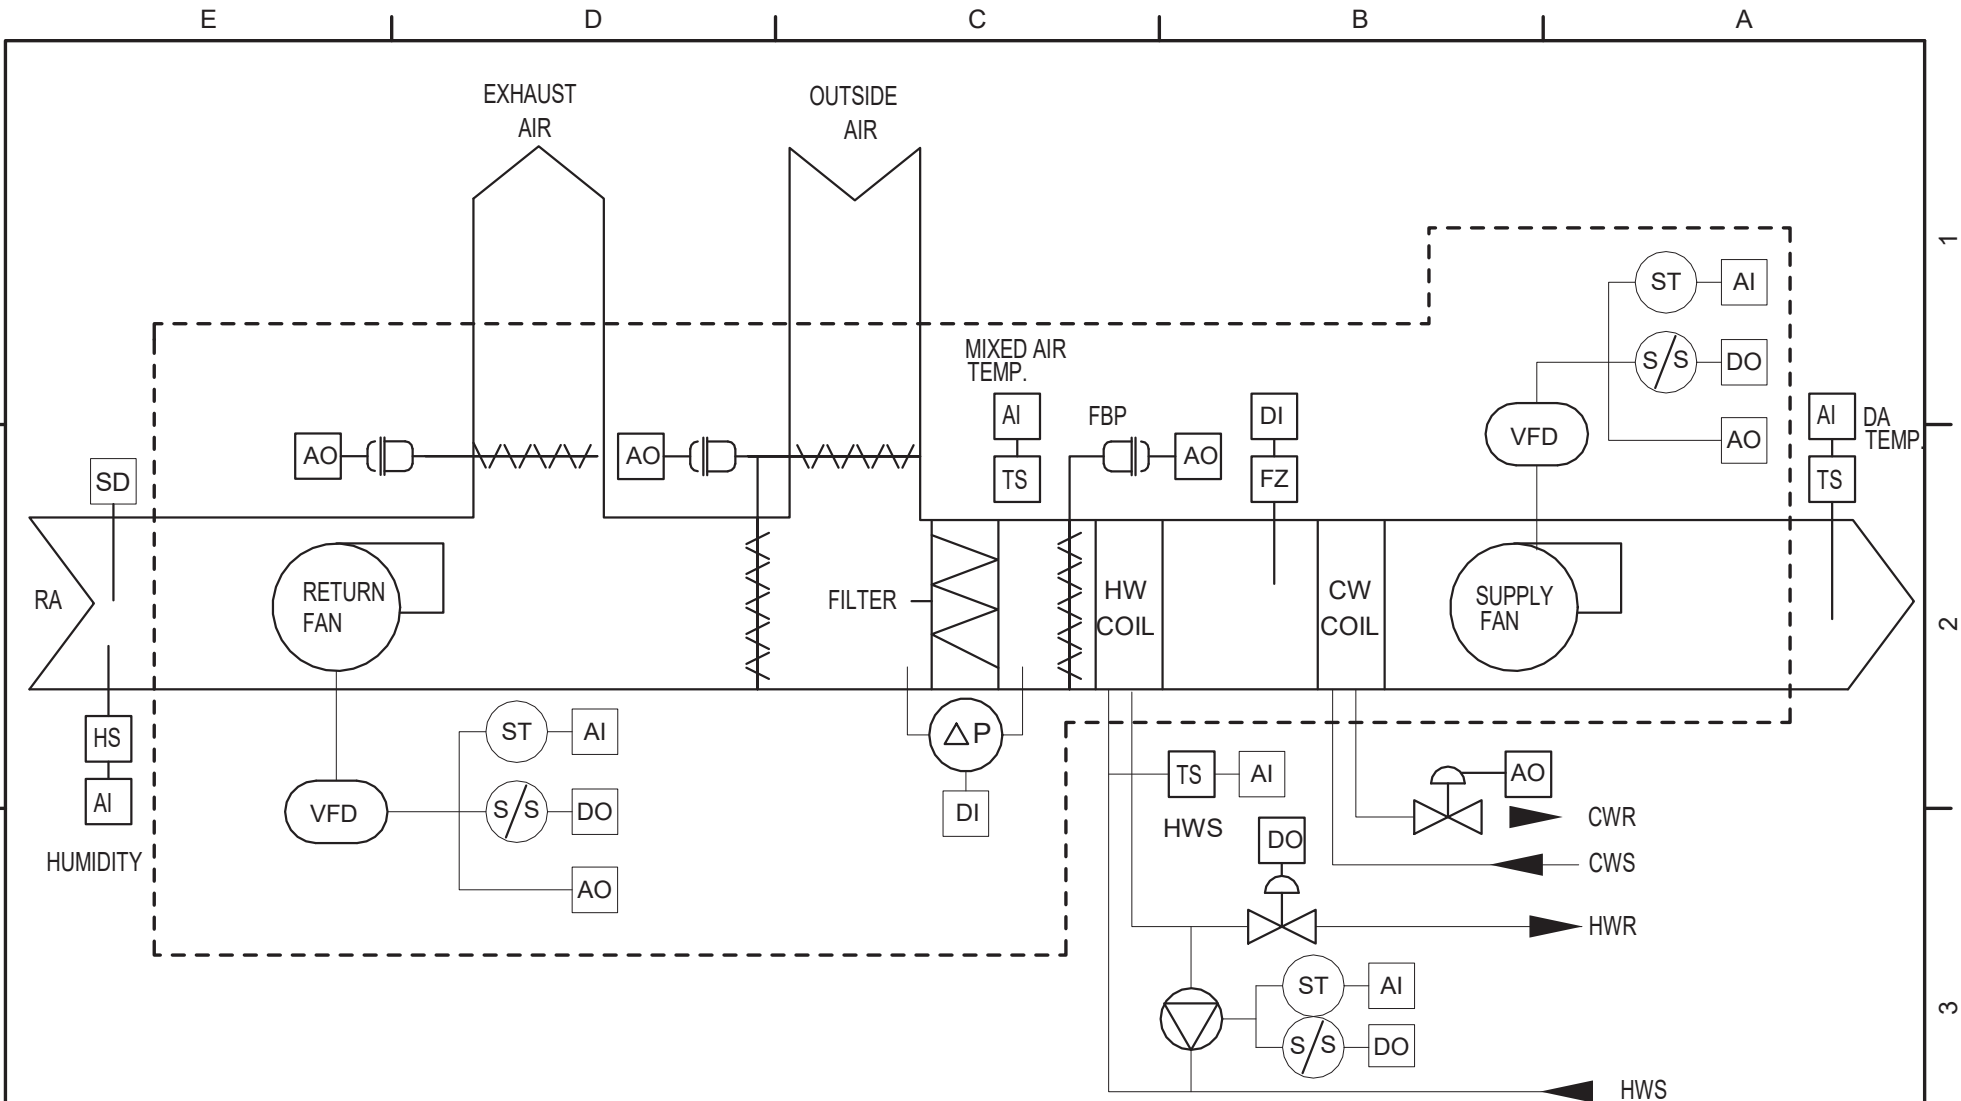 E D C B A
EXHAUST
AIR
OUTSIDE
AIR
1
ST AI
MIXED AIR
TEMP.
S/S DO
AI FBP DI VFD AI DA
TEMP.
AO AO AO AO
SD TS FZ TS
RA
RETURN
FAN
FILTER
HW
COIL
CW
COIL
SUPPLY
FAN
2
HS ST AI △P TS AI AO
AI VFD S/S DO DI HWS CWR
HUMIDITY DO CWS
AO
HWR
ST AI
3
S/S DO
HWS